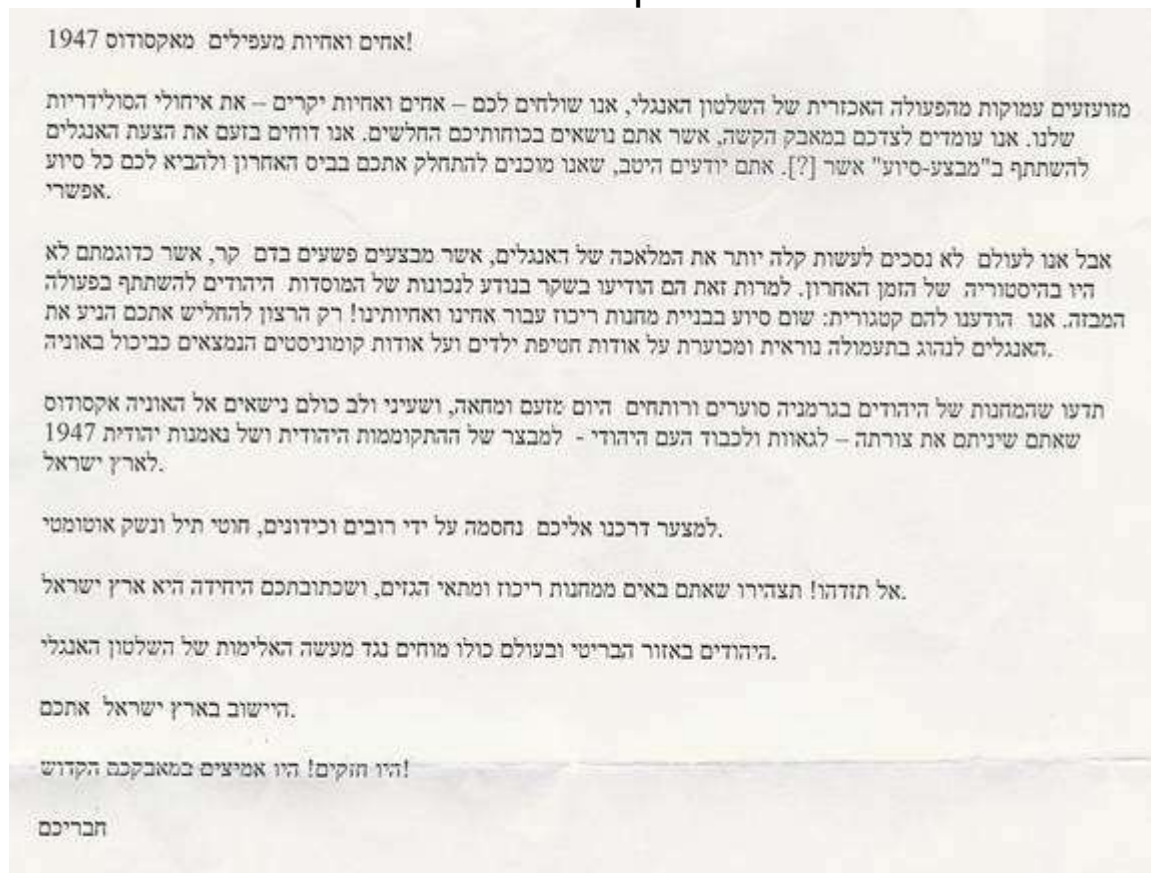 אחים ואחיות מעפילים מאקסודוס 1947!
מזועזעים עמוקות מהפעולה האכזרית של השלטון האנגלי, אנו שולחים לכם – אחים ואחיות יקרים – את איחולי הסולידריות
שלנו. אנו עומדים לצדכם במאבק הקשה, אשר אתם נושאים בכוחותיכם החלשים. אנו דוחים בזעם את הצעת האנגלים
להשתתף ב"מבצע-סיוע" אשר [?]. אתם יודעים היטב, שאנו מוכנים להתחלק אתכם בביס האחרון ולהביא לכם כל סיוע
אפשרי.
אבל אנו לעולם לא נסכים לעשות קלה יותר את המלאכה של האנגלים, אשר מבצעים פשעים בדם קר, אשר כדוגמתם לא
היו בהיסטוריה של הזמן האחרון. למרות זאת הם הודיעו בשקר בנודע לנכונות של המוסדות היהודים להשתתף בפעולה
המבזה. אנו הודענו להם קטגורית: שום סיוע בבניית מחנות ריכוז עבור אחינו ואחיותינו! רק הרצון להחליש אתכם הניע את
האנגלים לנהוג בתעמולה נוראית ומכוערת על אודות חטיפת ילדים ועל אודות קומוניסטים הנמצאים כביכול באוניה.
תדעו שהמחנות של היהודים בגרמניה סוערים ורותחים היום מזעם ומחאה, ושעיני ולב כולם נישאים אל האוניה אקסודוס
1947 שאתם שיניתם את צורתה – לגאוות ולכבוד העם היהודי - למבצר של ההתקוממות היהודית ושל נאמנות יהודית
לארץ ישראל.
למצער דרכנו אליכם נחסמה על ידי רובים וכידונים, חוטי תיל ונשק אוטומטי.
אל תזדהו! תצהירו שאתם באים ממחנות ריכוז ומתאי הגזים, ושכתובתכם היחידה היא ארץ ישראל.
היהודים באזור הבריטי ובעולם כולו מוחים נגד מעשה האלימות של השלטון האנגלי.
היישוב בארץ ישראל אתכם.
היו חזקים! היו אמיצים במאבקכם הקדוש!
חבריכם